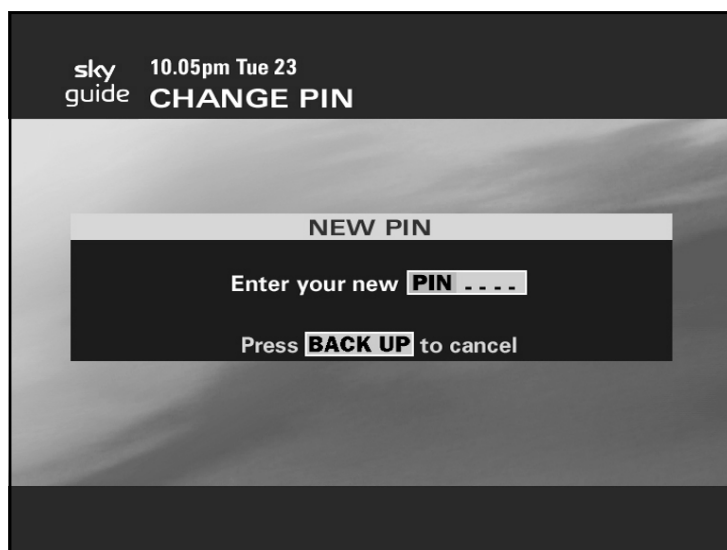 sky 10.05pm Tue 23
guide CHANGE PIN
NEW PIN
Enter your new PIN ....
Press BACK UP to cancel